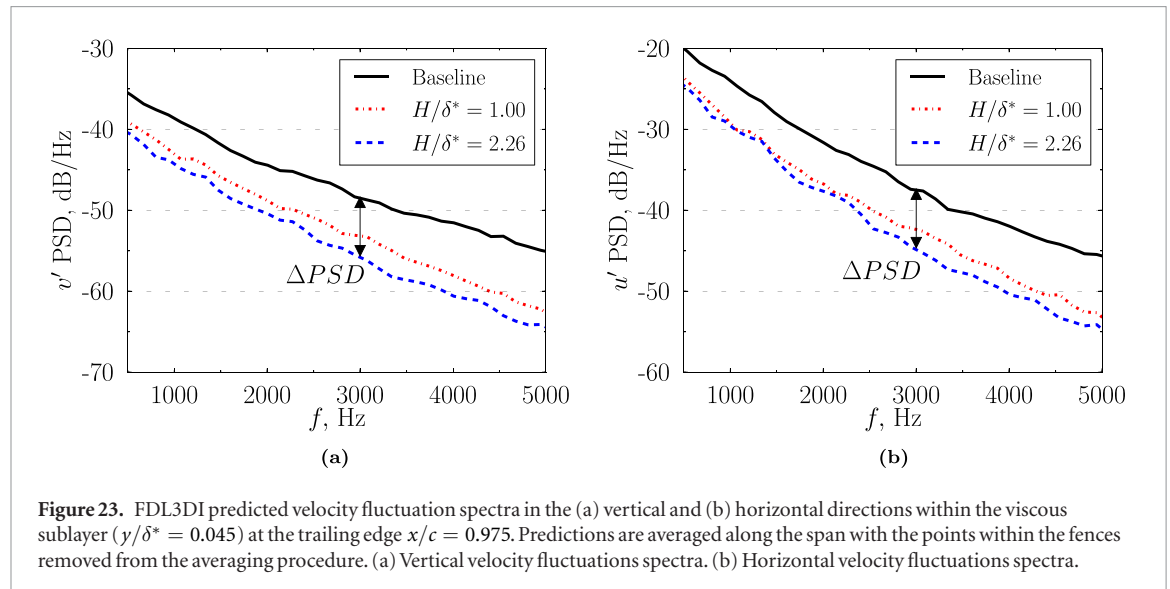 -30
-40
-50
-60
-70
v′ PSD, dB/Hz
Baseline
H/δ* = 1.00
H/δ* = 2.26
ΔPSD
1000 2000 3000 4000 5000
f, Hz
(a)
-20
-30
-40
-50
-60
u′ PSD, dB/Hz
Baseline
H/δ* = 1.00
H/δ* = 2.26
ΔPSD
1000 2000 3000 4000 5000
f, Hz
(b)
Figure 23. FDL3DI predicted velocity fluctuation spectra in the (a) vertical and (b) horizontal directions within the viscous
sublayer (y/δ* = 0.045) at the trailing edge x/c = 0.975. Predictions are averaged along the span with the points within the fences
removed from the averaging procedure. (a) Vertical velocity fluctuations spectra. (b) Horizontal velocity fluctuations spectra.